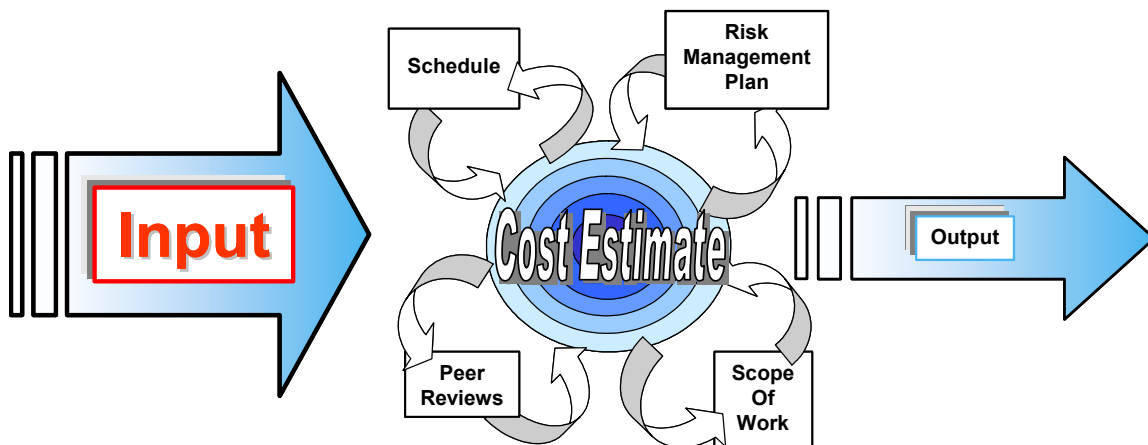 Input
Schedule
Risk
Management
Plan
Cost Estimate
Peer
Reviews
Scope
Of
Work
Output